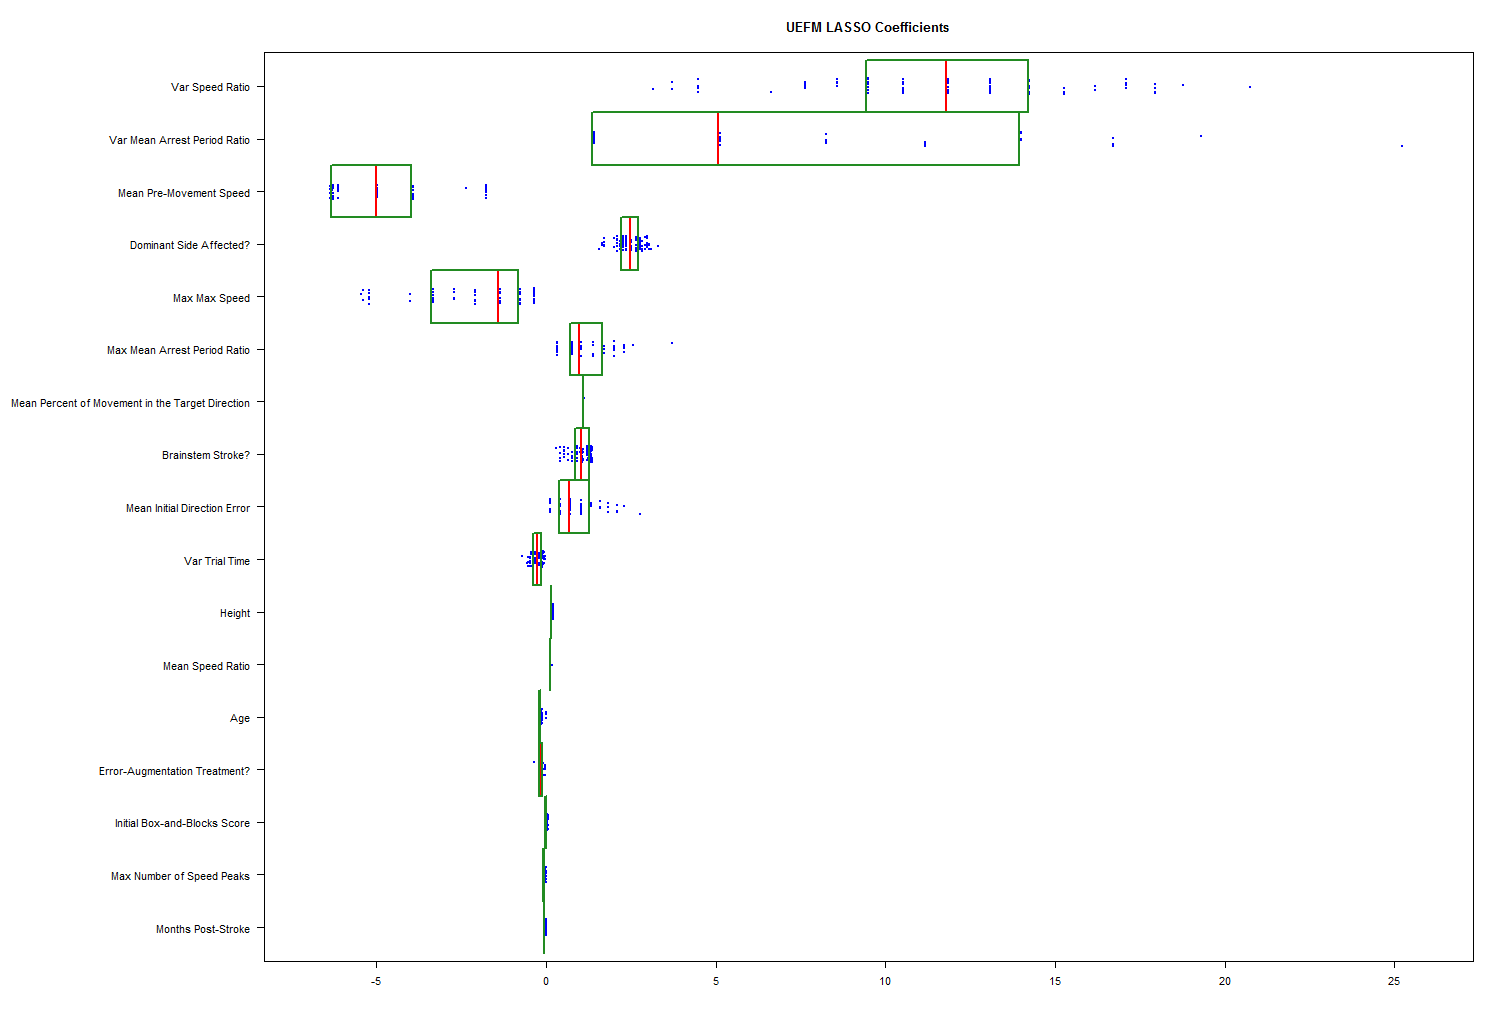 UEFM LASSO Coefficients
Var Speed Ratio
Var Mean Arrest Period Ratio
Mean Pre-Movement Speed
Dominant Side Affected?
Max Max Speed
Max Mean Arrest Period Ratio
Mean Percent of Movement in the Target Direction
Brainstem Stroke?
Mean Initial Direction Error
Var Trial Time
Height
Mean Speed Ratio
Age
Error-Augmentation Treatment?
Initial Box-and-Blocks Score
Max Number of Speed Peaks
Months Post-Stroke
-5 0 5 10 15 20 25